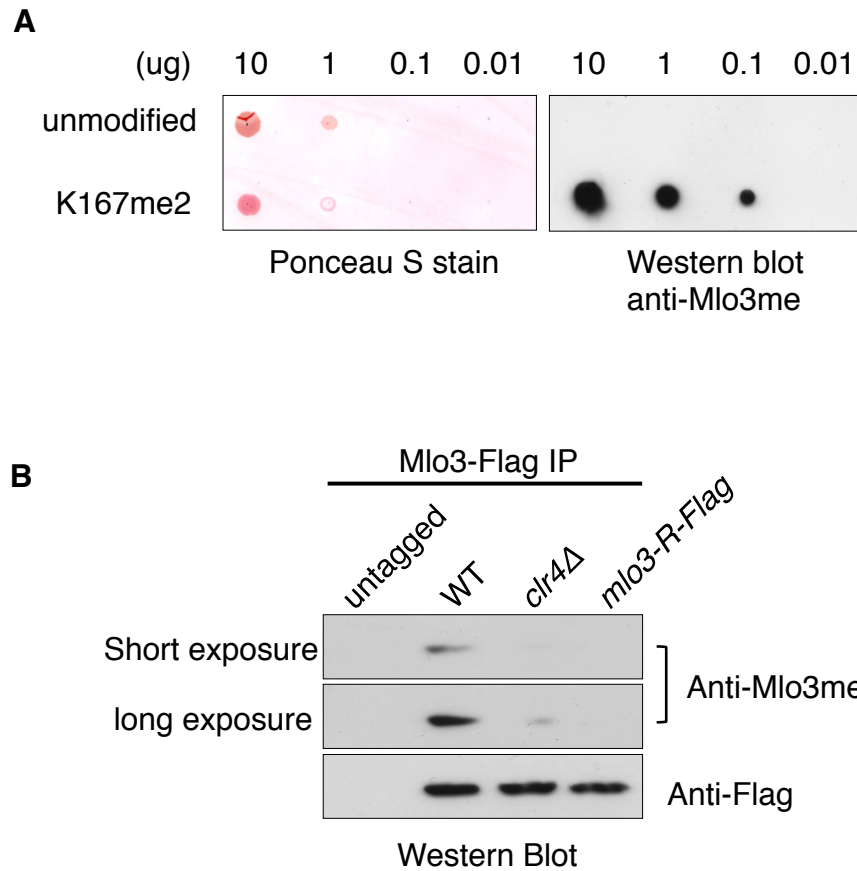 A
(ug) 10 1 0.1 0.01 10 1 0.1 0.01
unmodified
K167me2
Ponceau S stain
Western blot
anti-Mlo3me
B
Mlo3-Flag IP
untagged WT clr4Δ mlo3-R-Flag
Short exposure
long exposure
Anti-Mlo3me
Anti-Flag
Western Blot